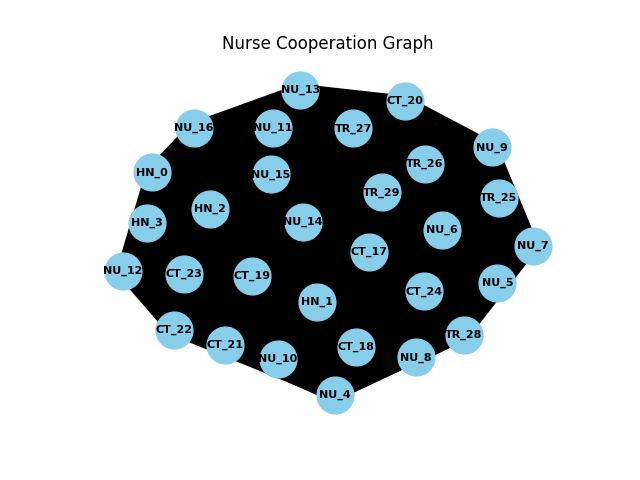 Nurse Cooperation Graph
NU_13
CT_20
NU_16
NU_11
TR_27
NU_9
TR_26
HN_0
NU_15
TR_29
TR_25
HN_2
HN_3
NU_14
NU_6
NU_7
CT_17
NU_12
CT_23
CT_19
NU_5
CT_24
HN_1
CT_22
TR_28
CT_21
CT_18
NU_8
NU_10
NU_4